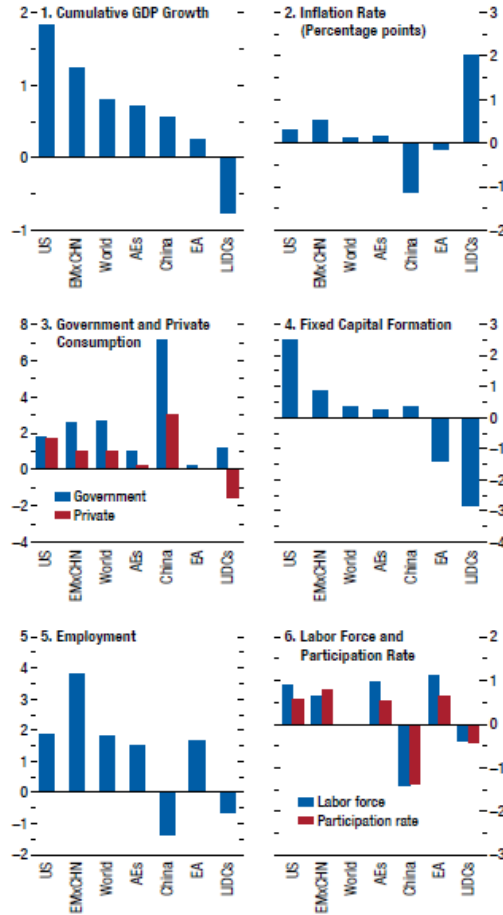 1. Cumulative GDP Growth
2
1
0
–1
US
EMxCHN
World
AEs
China
EA
LIDCs
2. Inflation Rate
(Percentage points)
3
2
1
0
–1
–2
US
EMxCHN
World
AEs
China
EA
LIDCs
3. Government and Private
Consumption
8
6
4
2
0
–2
–4
Government
Private
US
EMxCHN
World
AEs
China
EA
LIDCs
4. Fixed Capital Formation
3
2
1
0
–1
–2
–3
–4
US
EMxCHN
World
AEs
China
EA
LIDCs
5. Employment
5
4
3
2
1
0
–1
–2
US
EMxCHN
World
AEs
China
EA
LIDCs
6. Labor Force and
Participation Rate
2
1
0
–1
–2
–3
Labor force
Participation rate
US
EMxCHN
World
AEs
China
EA
LIDCs